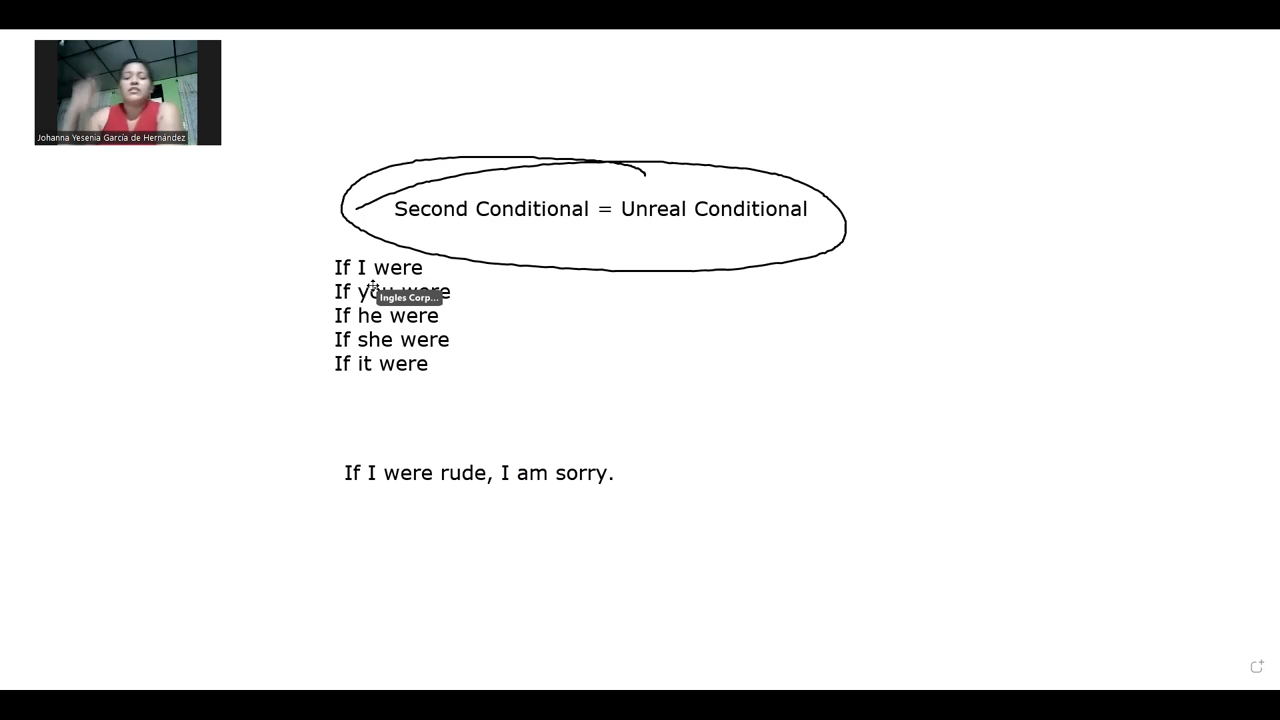 Johanna Yesenia García de Hernández
Second Conditional = Unreal Conditional
If I were
If you were
Ingles Corp...
If he were
If she were
If it were
If I were rude, I am sorry.